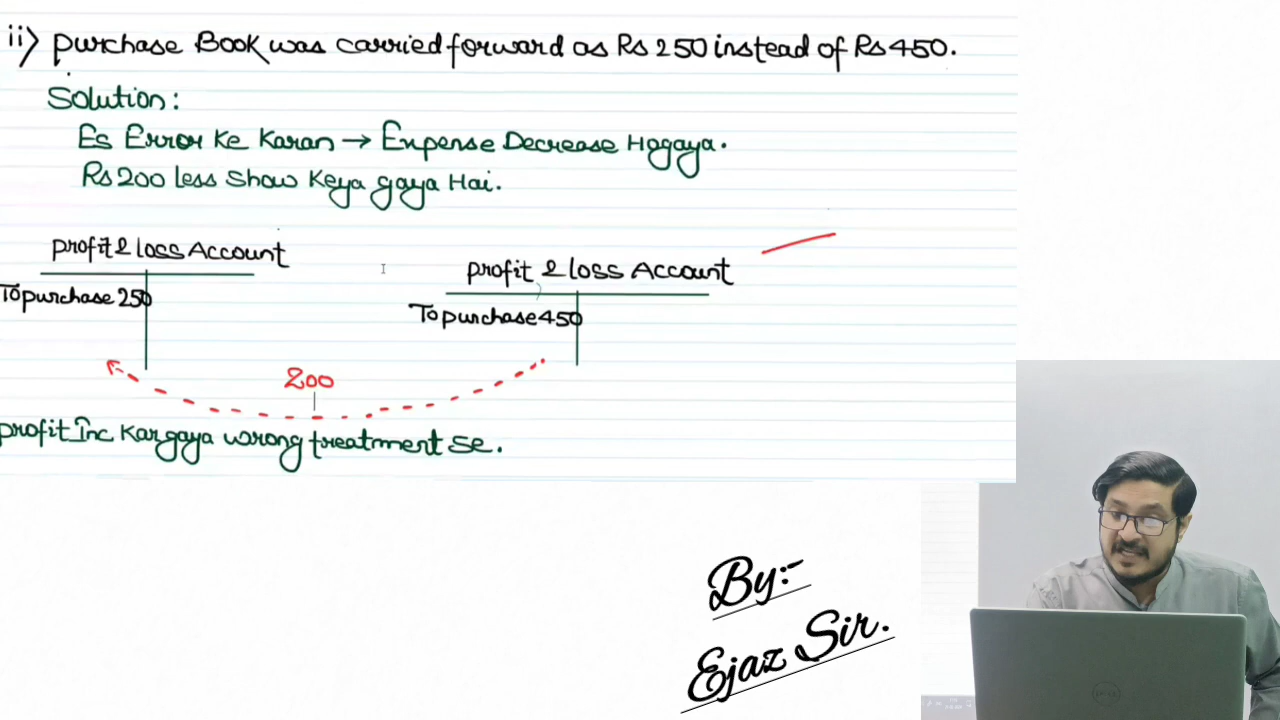 ii) Purchase Book was carried forward as Rs 250 instead of Rs 450.
Solution:
Es Error Ke Karan → Expense Decrease Hogaya.
Rs 200 less Show Keya gaya Hai.
profit & loss Account
To purchase 250
profit & loss Account
To purchase 450
200
profit Inc Kargaya wrong treatment se.
By:-
Ejaz Sir.